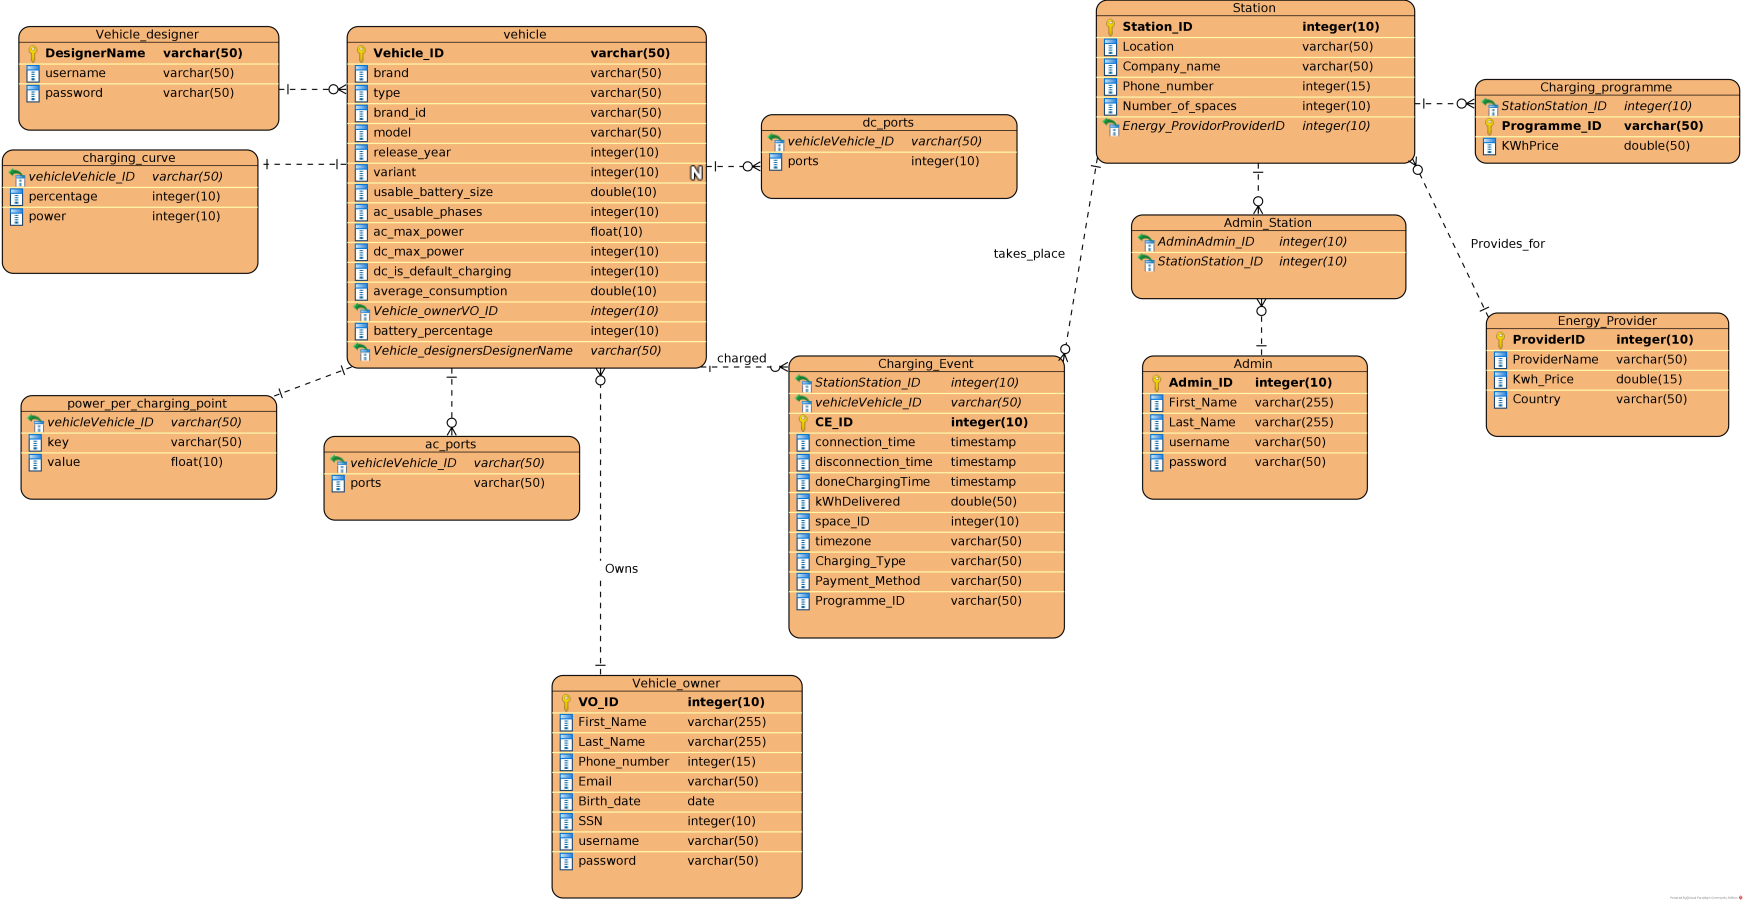 Vehicle_designer
DesignerName varchar(50)
username varchar(50)
password varchar(50)
charging_curve
vehicleVehicle_ID varchar(50)
percentage integer(10)
power integer(10)
vehicle
Vehicle_ID varchar(50)
brand varchar(50)
type varchar(50)
brand_id varchar(50)
model varchar(50)
release_year integer(10)
variant integer(10)
usable_battery_size double(10)
ac_usable_phases integer(10)
ac_max_power float(10)
dc_max_power integer(10)
dc_is_default_charging integer(10)
average_consumption double(10)
Vehicle_ownerVO_ID integer(10)
battery_percentage integer(10)
Vehicle_designersDesignerName varchar(50)
N
dc_ports
vehicleVehicle_ID varchar(50)
ports integer(10)
Station
Station_ID integer(10)
Location varchar(50)
Company_name varchar(50)
Phone_number integer(15)
Number_of_spaces integer(10)
Energy_ProvidorProviderID integer(10)
Charging_programme
StationStation_ID integer(10)
Programme_ID varchar(50)
KWhPrice double(50)
Admin_Station
AdminAdmin_ID integer(10)
StationStation_ID integer(10)
takes_place
Provides_for
Energy_Provider
ProviderID integer(10)
ProviderName varchar(50)
Kwh_Price double(15)
Country varchar(50)
power_per_charging_point
vehicleVehicle_ID varchar(50)
key varchar(50)
value float(10)
ac_ports
vehicleVehicle_ID varchar(50)
ports varchar(50)
charged
Charging_Event
StationStation_ID integer(10)
vehicleVehicle_ID varchar(50)
CE_ID integer(10)
connection_time timestamp
disconnection_time timestamp
doneChargingTime timestamp
kWhDelivered double(50)
space_ID integer(10)
timezone varchar(50)
Charging_Type varchar(50)
Payment_Method varchar(50)
Programme_ID varchar(50)
Admin
Admin_ID integer(10)
First_Name varchar(255)
Last_Name varchar(255)
username varchar(50)
password varchar(50)
Owns
Vehicle_owner
VO_ID integer(10)
First_Name varchar(255)
Last_Name varchar(255)
Phone_number integer(15)
Email varchar(50)
Birth_date date
SSN integer(10)
username varchar(50)
password varchar(50)